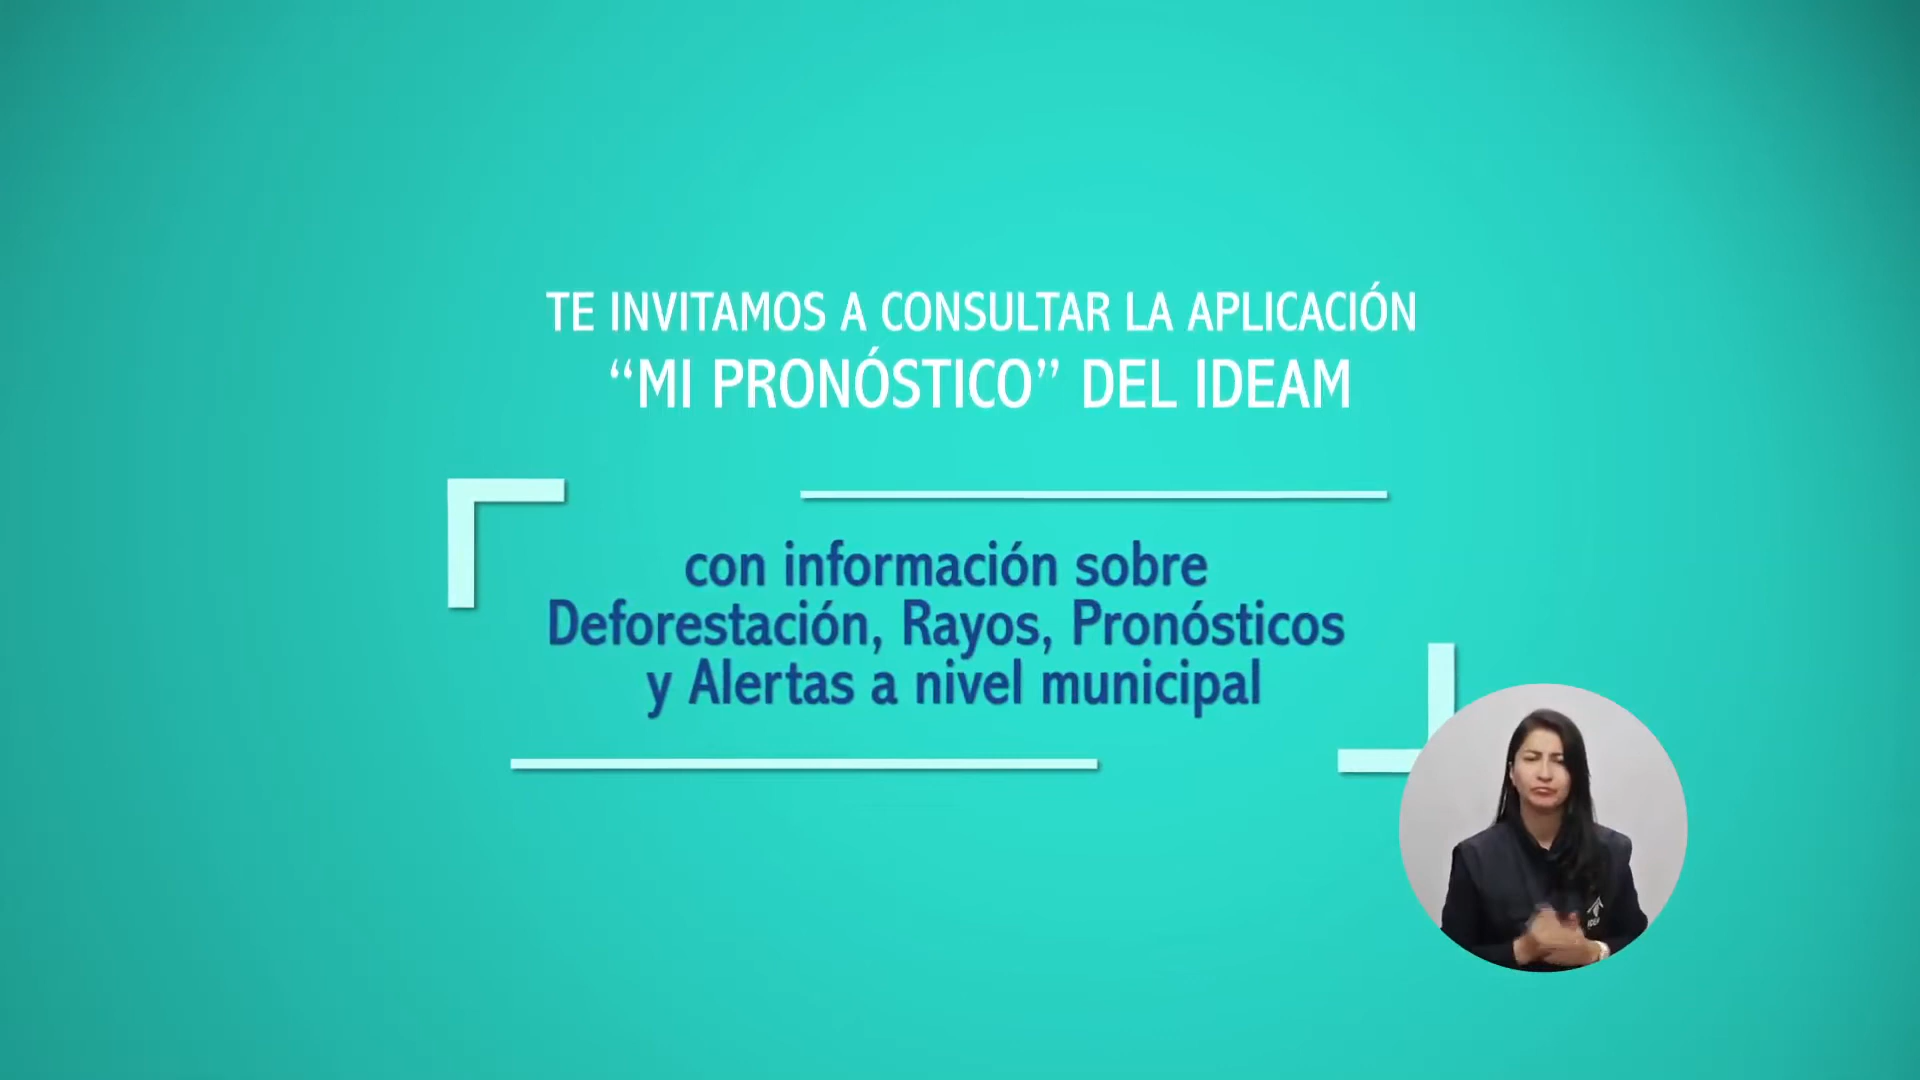 TE INVITAMOS A CONSULTAR LA APLICACIÓN
“MI PRONÓSTICO” DEL IDEAM
con información sobre
Deforestación, Rayos, Pronósticos
y Alertas a nivel municipal